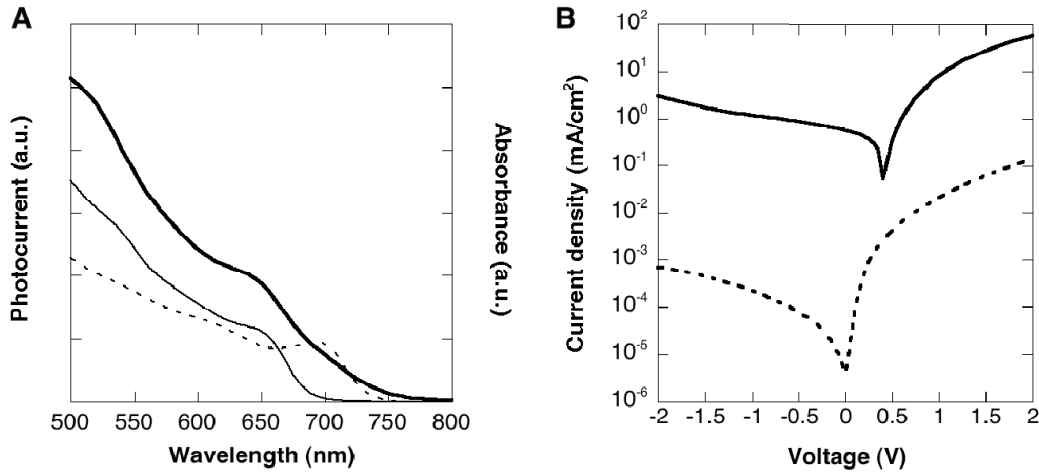 A
Photocurrent (a.u.)
Absorbance (a.u.)
500 550 600 650 700 750 800
Wavelength (nm)
B
Current density (mA/cm²)
10²
10¹
10⁰
10⁻¹
10⁻²
10⁻³
10⁻⁴
10⁻⁵
10⁻⁶
-2 -1.5 -1 -0.5 0 0.5 1 1.5 2
Voltage (V)